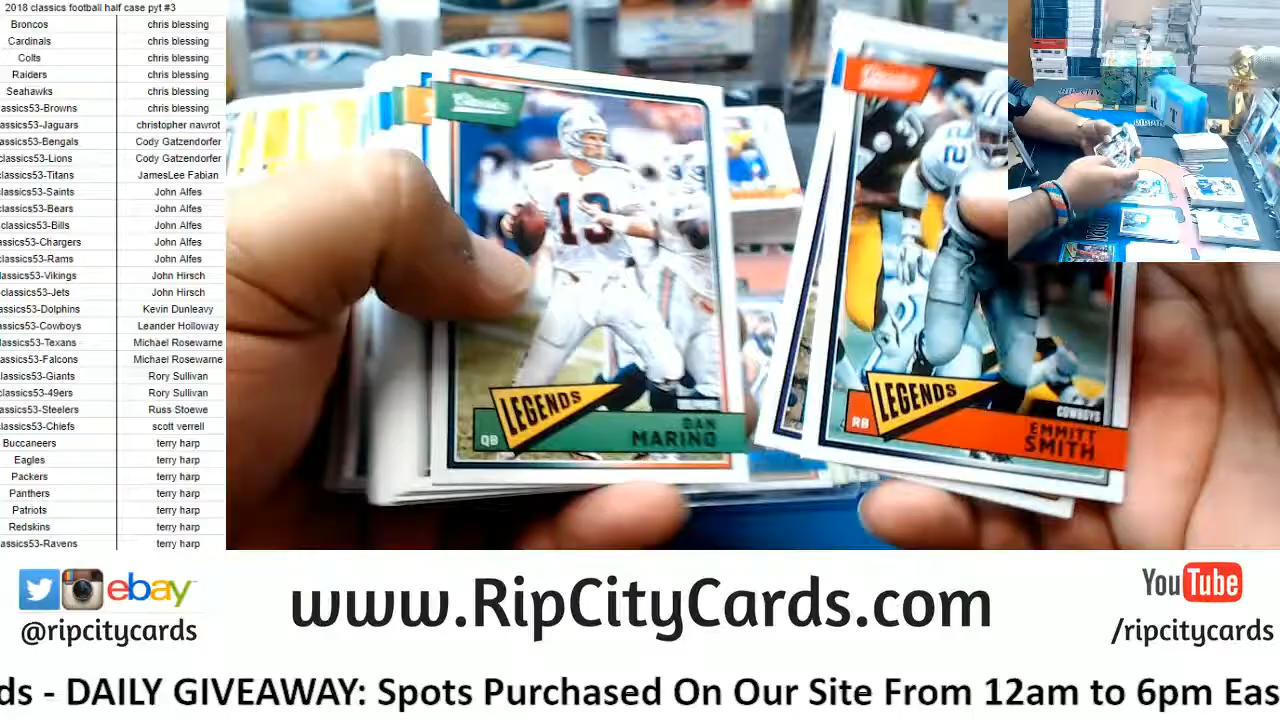 2018 classics football half case pyt #3
Broncos chris blessing
Cardinals chris blessing
Colts chris blessing
Raiders chris blessing
Seahawks chris blessing
lassics53-Browns chris blessing
assics53-Jaguars christopher navrot
assics53-Bengals Cody Gatzendorfer
classics53-Lions Cody Gatzendorfer
classics53-Titans JamesLee Fabian
lassics53-Saints John Alfes
lassics53-Bears John Alfes
classics53-Bills John Alfes
assics53-Chargers John Alfes
lassics53-Rams John Alfes
assics53-Vikings John Hirsch
classics53-Jets John Hirsch
assics53-Dolphins Kevin Dunleavy
assics53-Cowboys Leander Holloway
assics53-Texans Michael Rosewarne
assics53-Falcons Michael Rosewarne
lassics53-Giants Rory Sullivan
lassics53-49ers Rory Sullivan
assics53-Steelers Russ Stoewe
assics53-Chiefs scott verrell
Buccaneers terry harp
Eagles terry harp
Packers terry harp
Panthers terry harp
Patriots terry harp
Redskins terry harp
assics53-Ravens terry harp
Classics
13
LEGENDS
QB
DAN
MARINO
Classics
22
LEGENDS
RB
COWBOYS
EMMITT
SMITH
ebay
@ripcitycards
www.RipCityCards.com
YouTube
/ripcitycards
ds - DAILY GIVEAWAY: Spots Purchased On Our Site From 12am to 6pm Eas